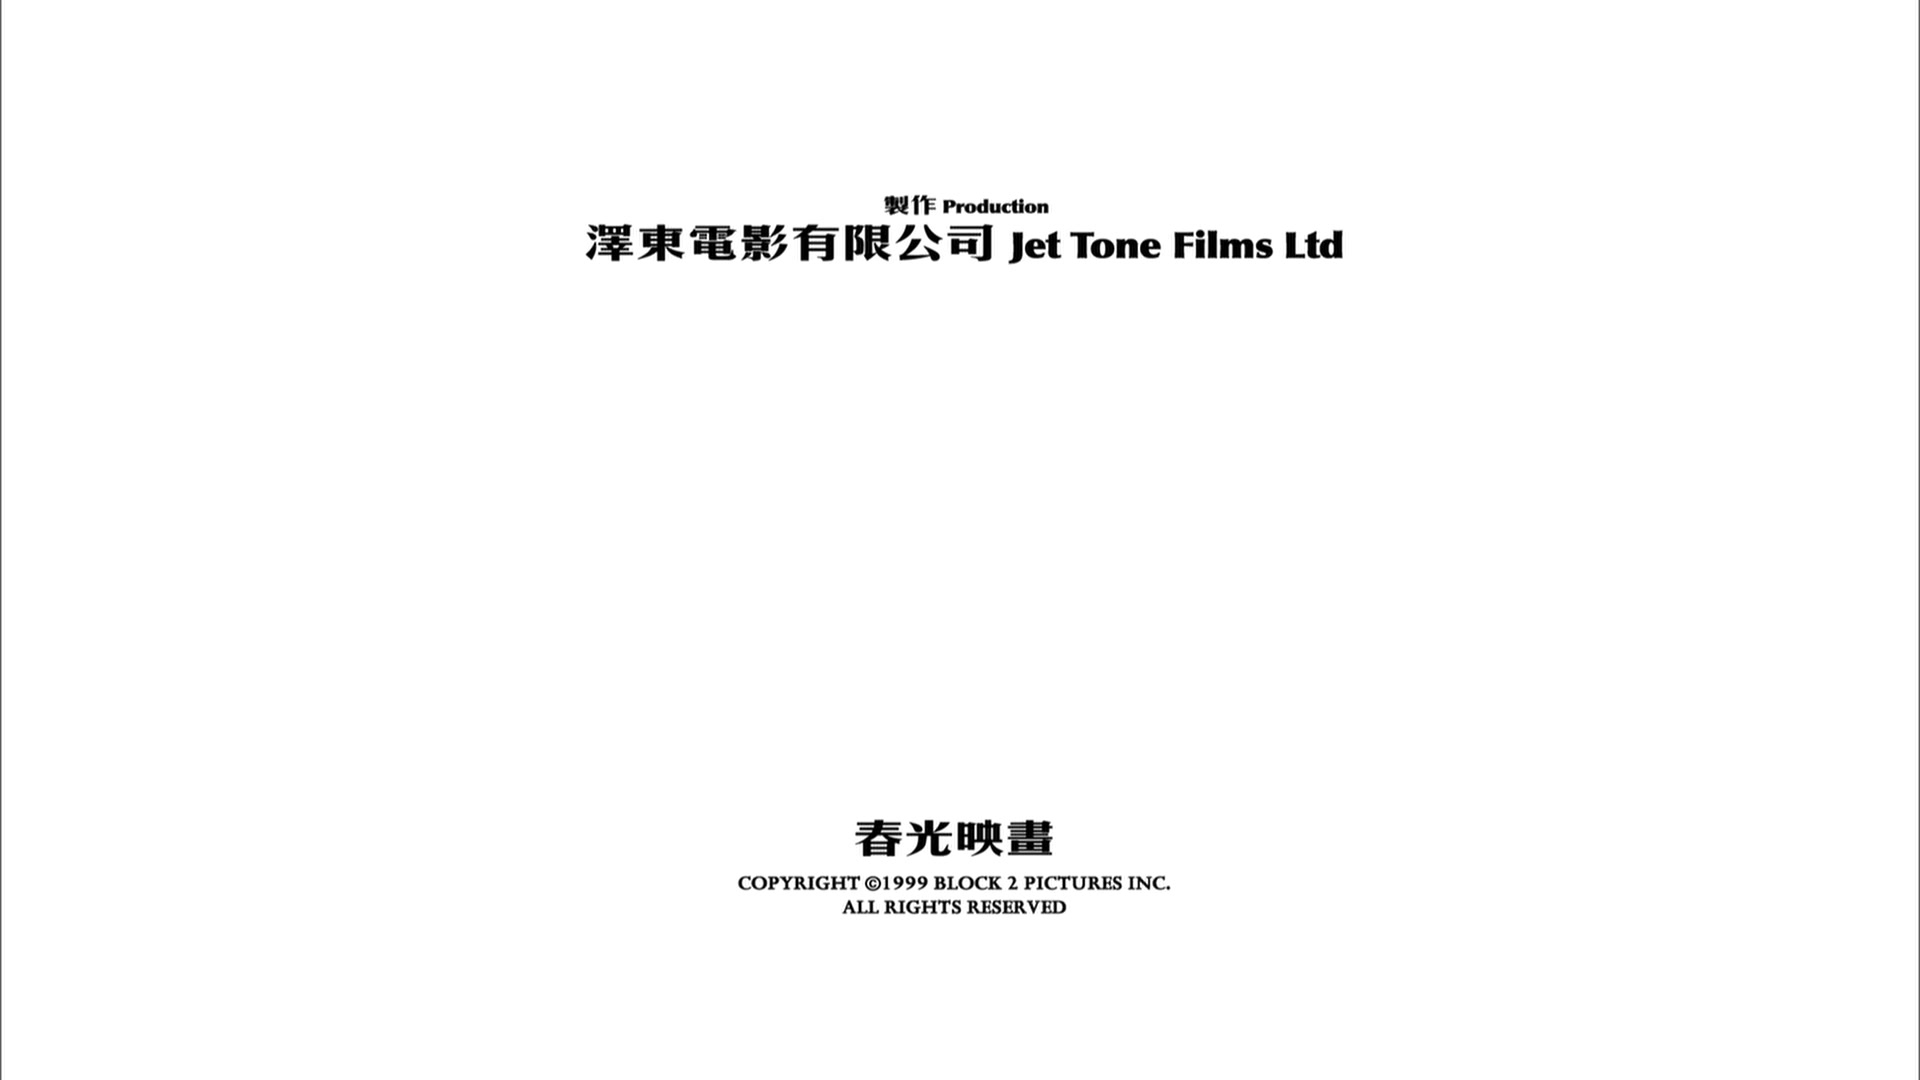 製作 Production
澤東電影有限公司 Jet Tone Films Ltd
春光映畫
COPYRIGHT ©1999 BLOCK 2 PICTURES INC.
ALL RIGHTS RESERVED